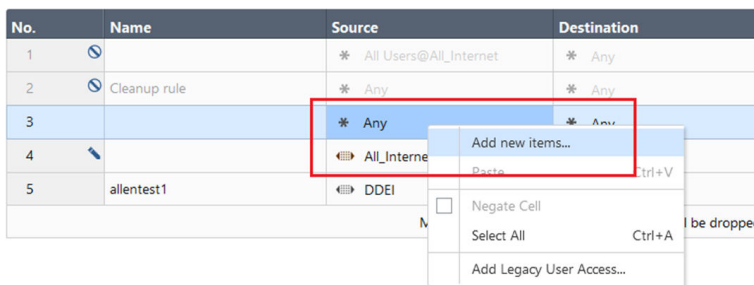 No. Name Source Destination
1 * All Users@All_Internet * Any
2 Cleanup rule * Any * Any
3 * Any * Any
Add new items...
4 All_Interne
Paste Ctrl+V
5 allentest1 DDEI
Negate Cell
M l be droppe
Select All Ctrl+A
Add Legacy User Access...